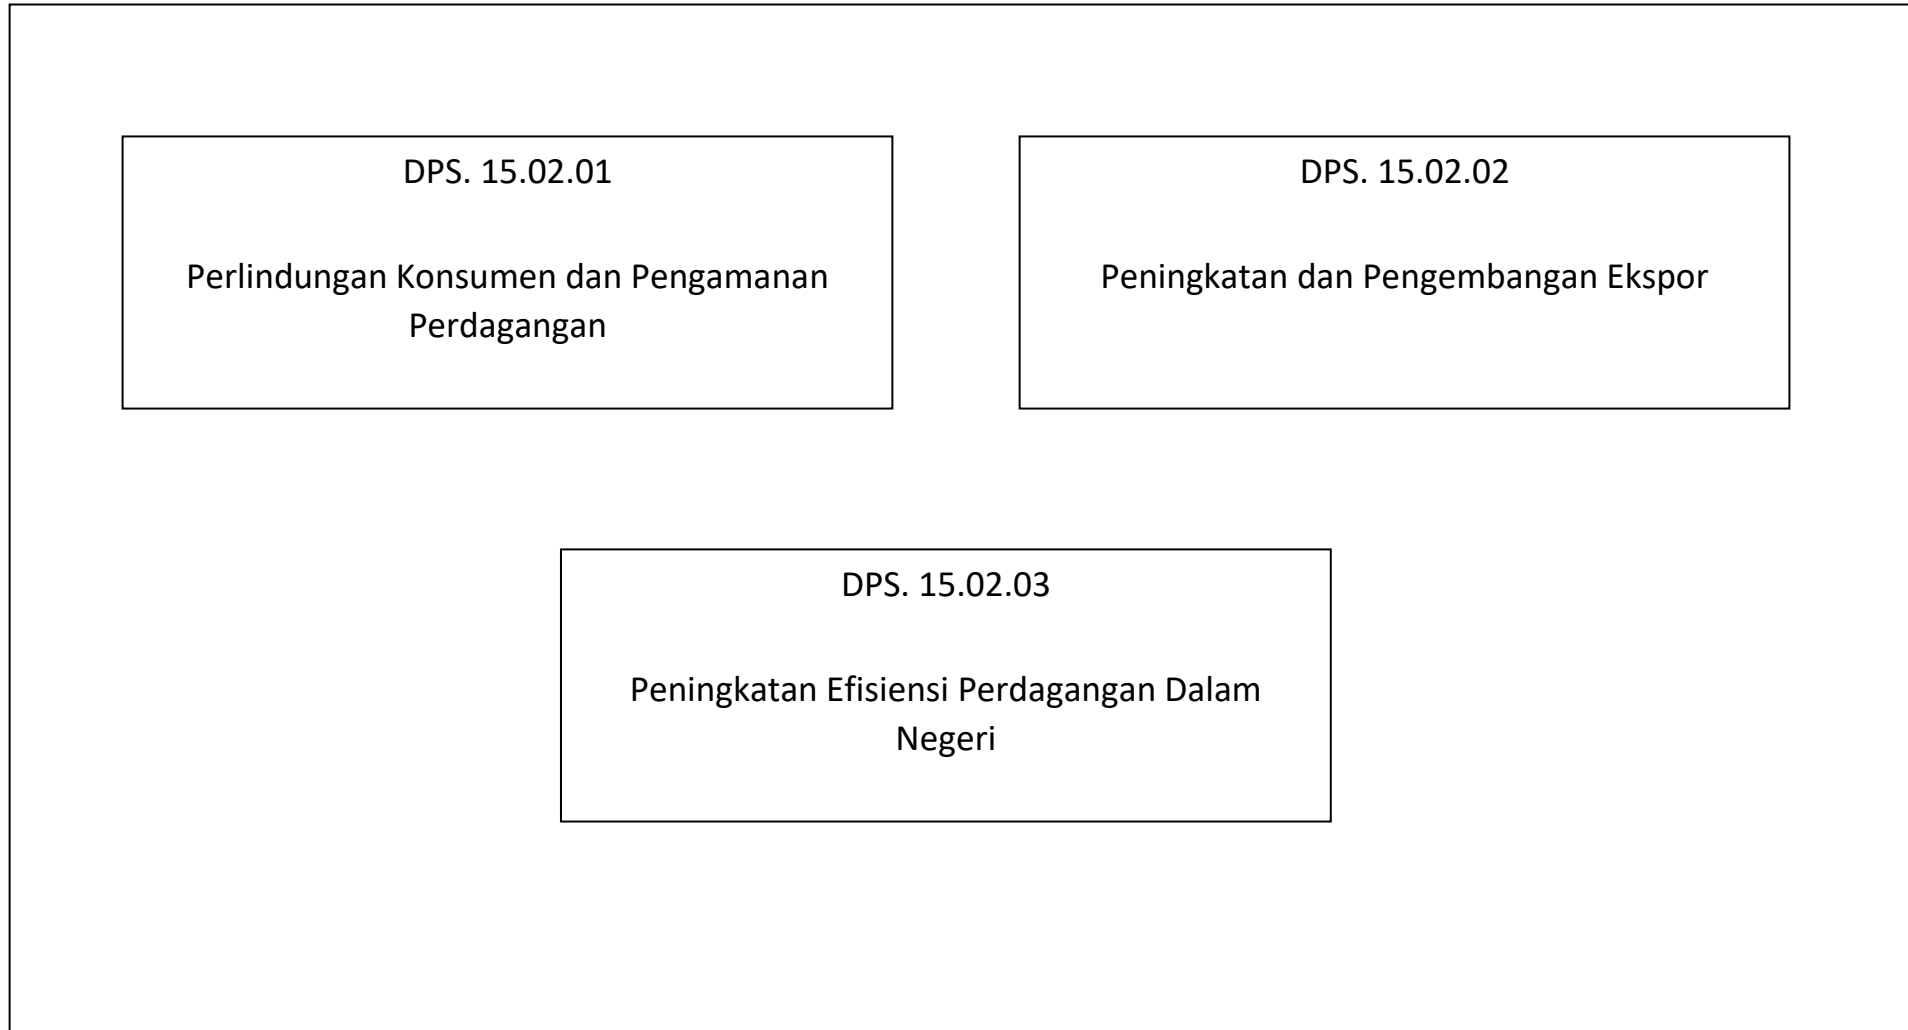 DPS. 15.02.01
Perlindungan Konsumen dan Pengamanan
Perdagangan
DPS. 15.02.02
Peningkatan dan Pengembangan Ekspor
DPS. 15.02.03
Peningkatan Efisiensi Perdagangan Dalam
Negeri